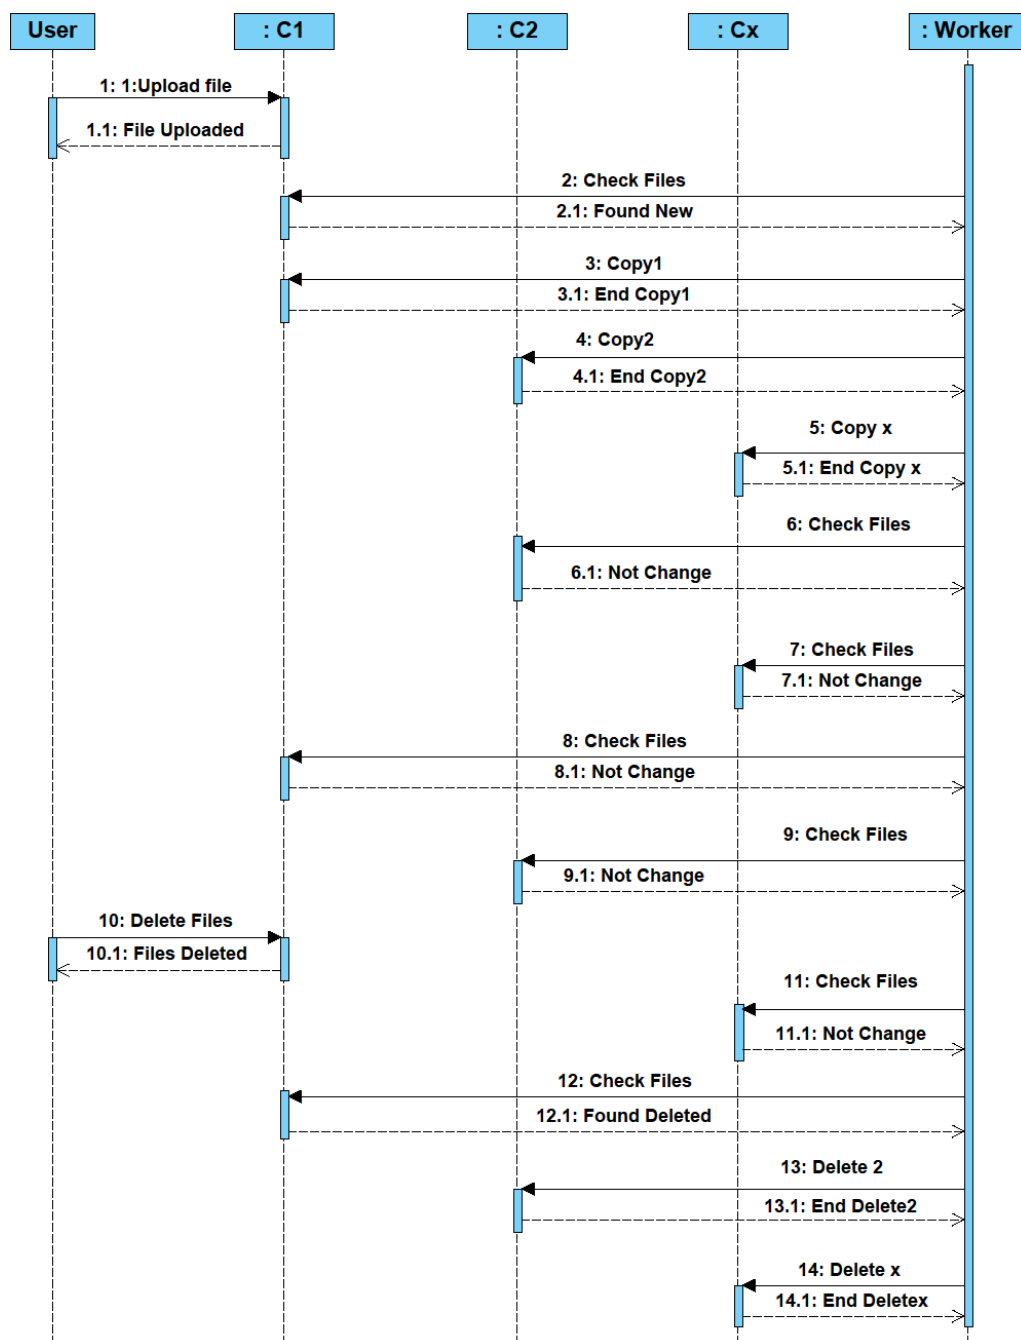 User
: C1
: C2
: Cx
: Worker
1: 1:Upload file
1.1: File Uploaded
2: Check Files
2.1: Found New
3: Copy1
3.1: End Copy1
4: Copy2
4.1: End Copy2
5: Copy x
5.1: End Copy x
6: Check Files
6.1: Not Change
7: Check Files
7.1: Not Change
8: Check Files
8.1: Not Change
9: Check Files
9.1: Not Change
10: Delete Files
10.1: Files Deleted
11: Check Files
11.1: Not Change
12: Check Files
12.1: Found Deleted
13: Delete 2
13.1: End Delete2
14: Delete x
14.1: End Deletex